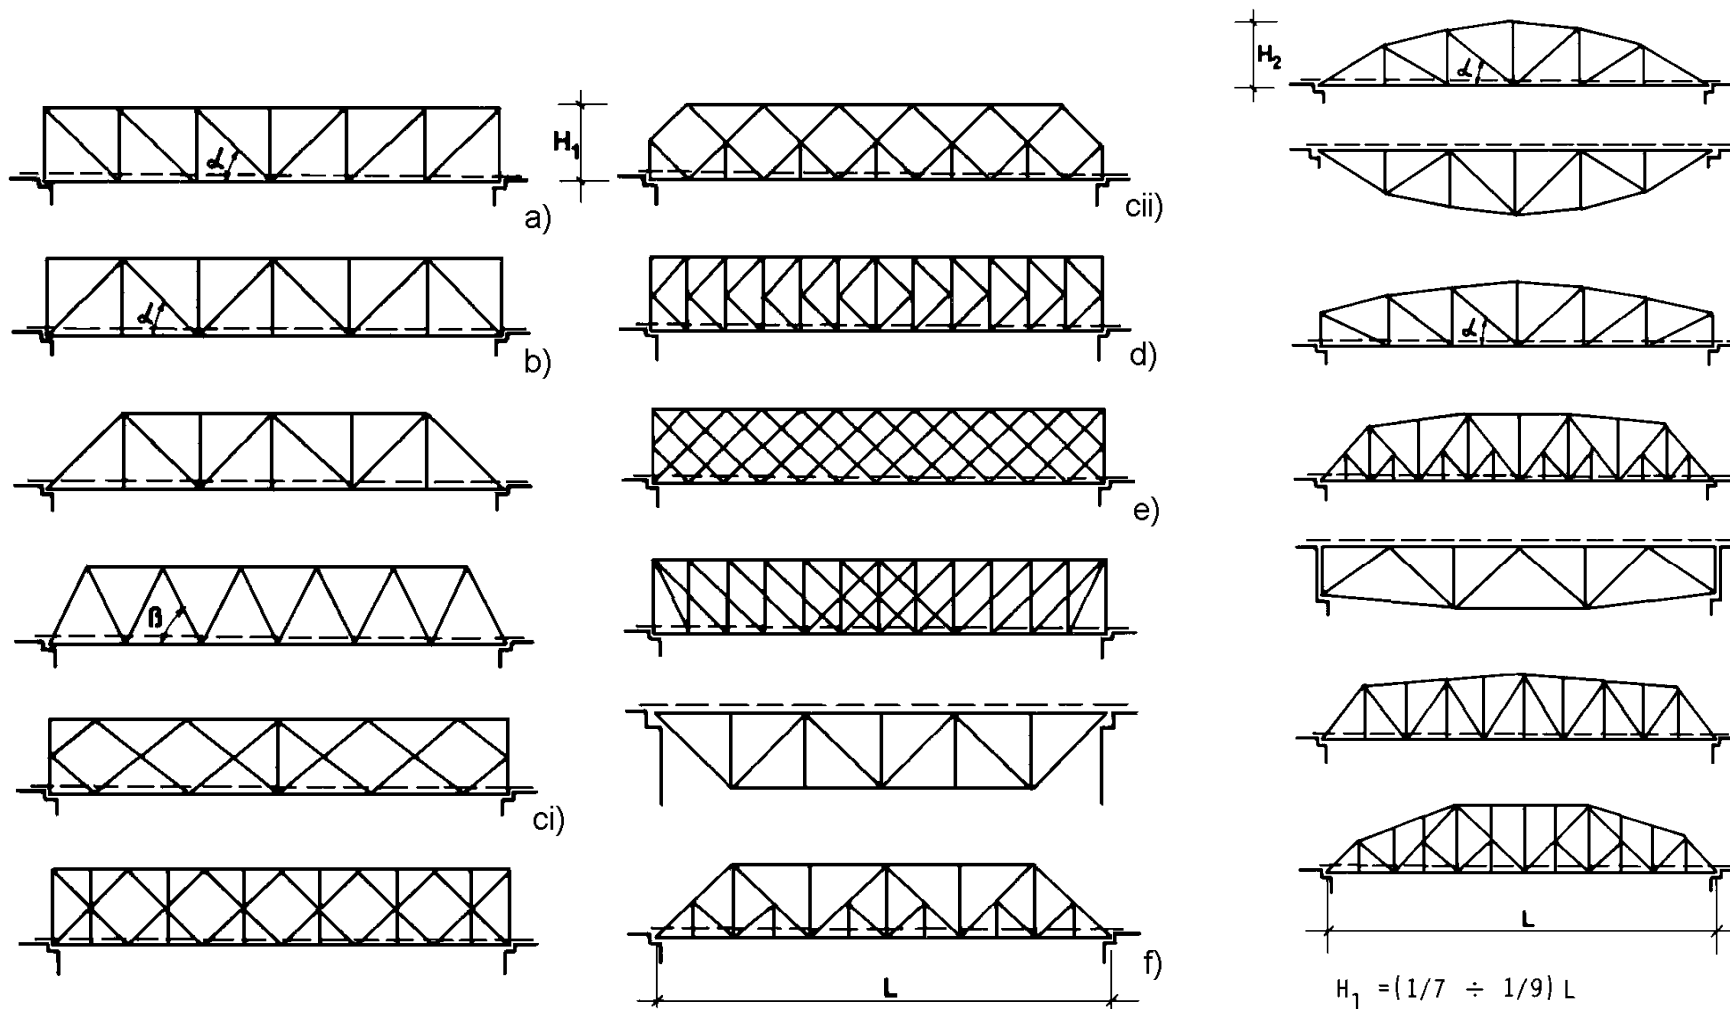 α
a)
α
b)
β
ci)
H₁
cii)
d)
e)
f)
L
H₂
α
α
L
H₁ =(1/7 ÷ 1/9) L